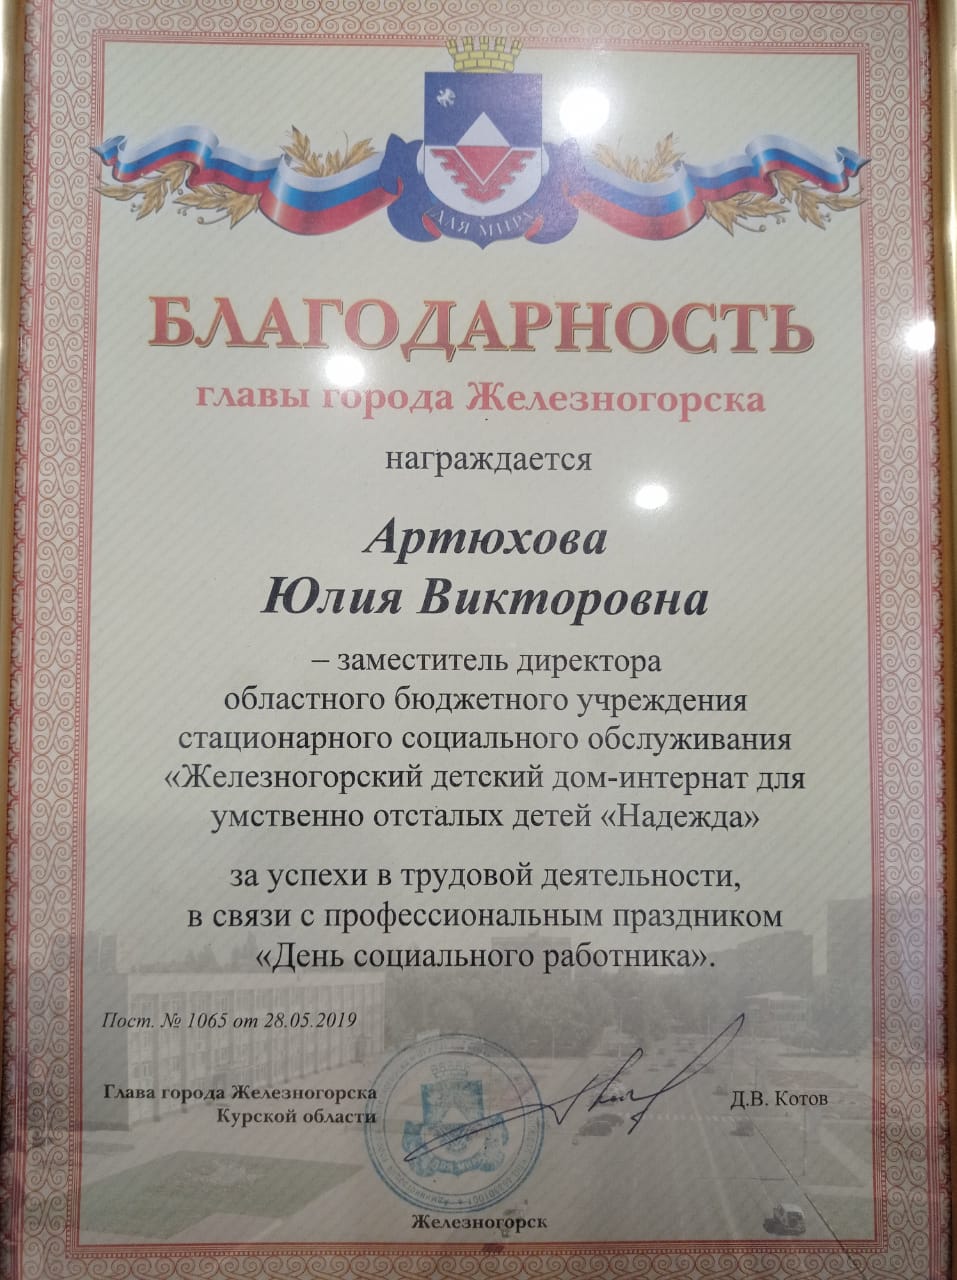 ДЛЯ МИРА
БЛАГОДАРНОСТЬ
главы города Железногорска
награждается
Артюхова
Юлия Викторовна
– заместитель директора
областного бюджетного учреждения
стационарного социального обслуживания
«Железногорский детский дом-интернат для
умственно отсталых детей «Надежда»
за успехи в трудовой деятельности,
в связи с профессиональным праздником
«День социального работника».
Пост. № 1065 от 28.05.2019
Глава города Железногорска
Курской области
Д.В. Котов
Железногорск